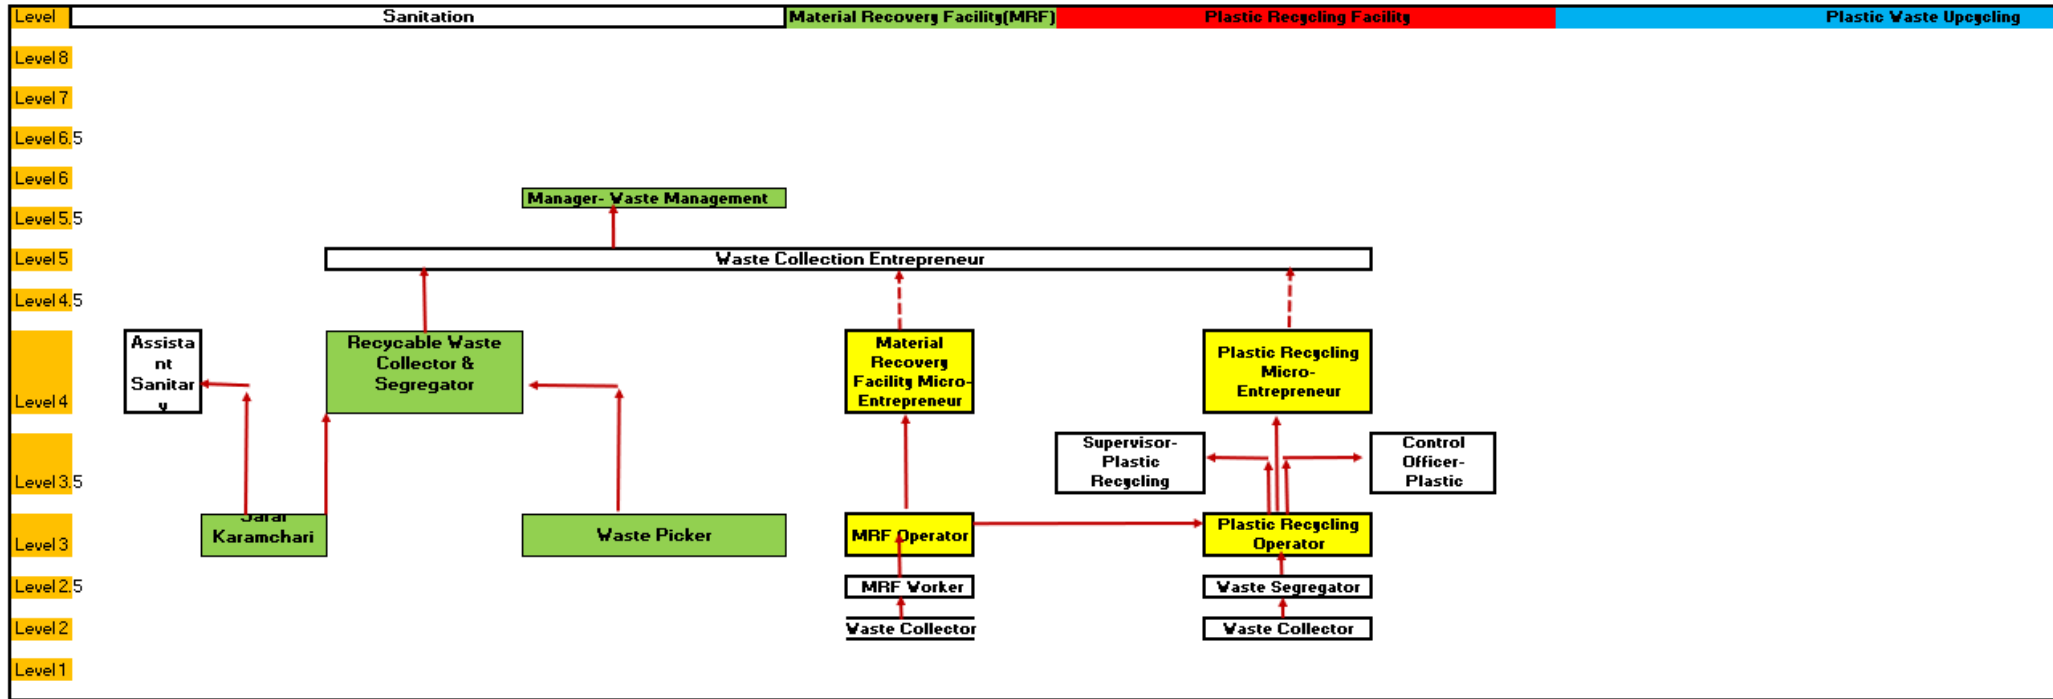 Level Sanitation Material Recovery Facility(MRF) Plastic Recycling Facility Plastic Waste Upcycling
Level 8
Level 7
Level 6.5
Level 6
Manager- Waste Management
Level 5.5
Level 5 Waste Collection Entrepreneur
Level 4.5
Assista
nt
Sanitar
y
Recycable Waste
Collector &
Segregator
Material
Recovery
Facility Micro-
Entrepreneur
Plastic Recycling
Micro-
Entrepreneur
Level 4
Supervisor-
Plastic
Recycling
Control
Officer-
Plastic
Level 3.5
Karamchari
Waste Picker
MRF Operator
Plastic Recycling
Operator
Level 3
Level 2.5 MRF Worker Waste Segregator
Level 2 Waste Collector Waste Collector
Level 1